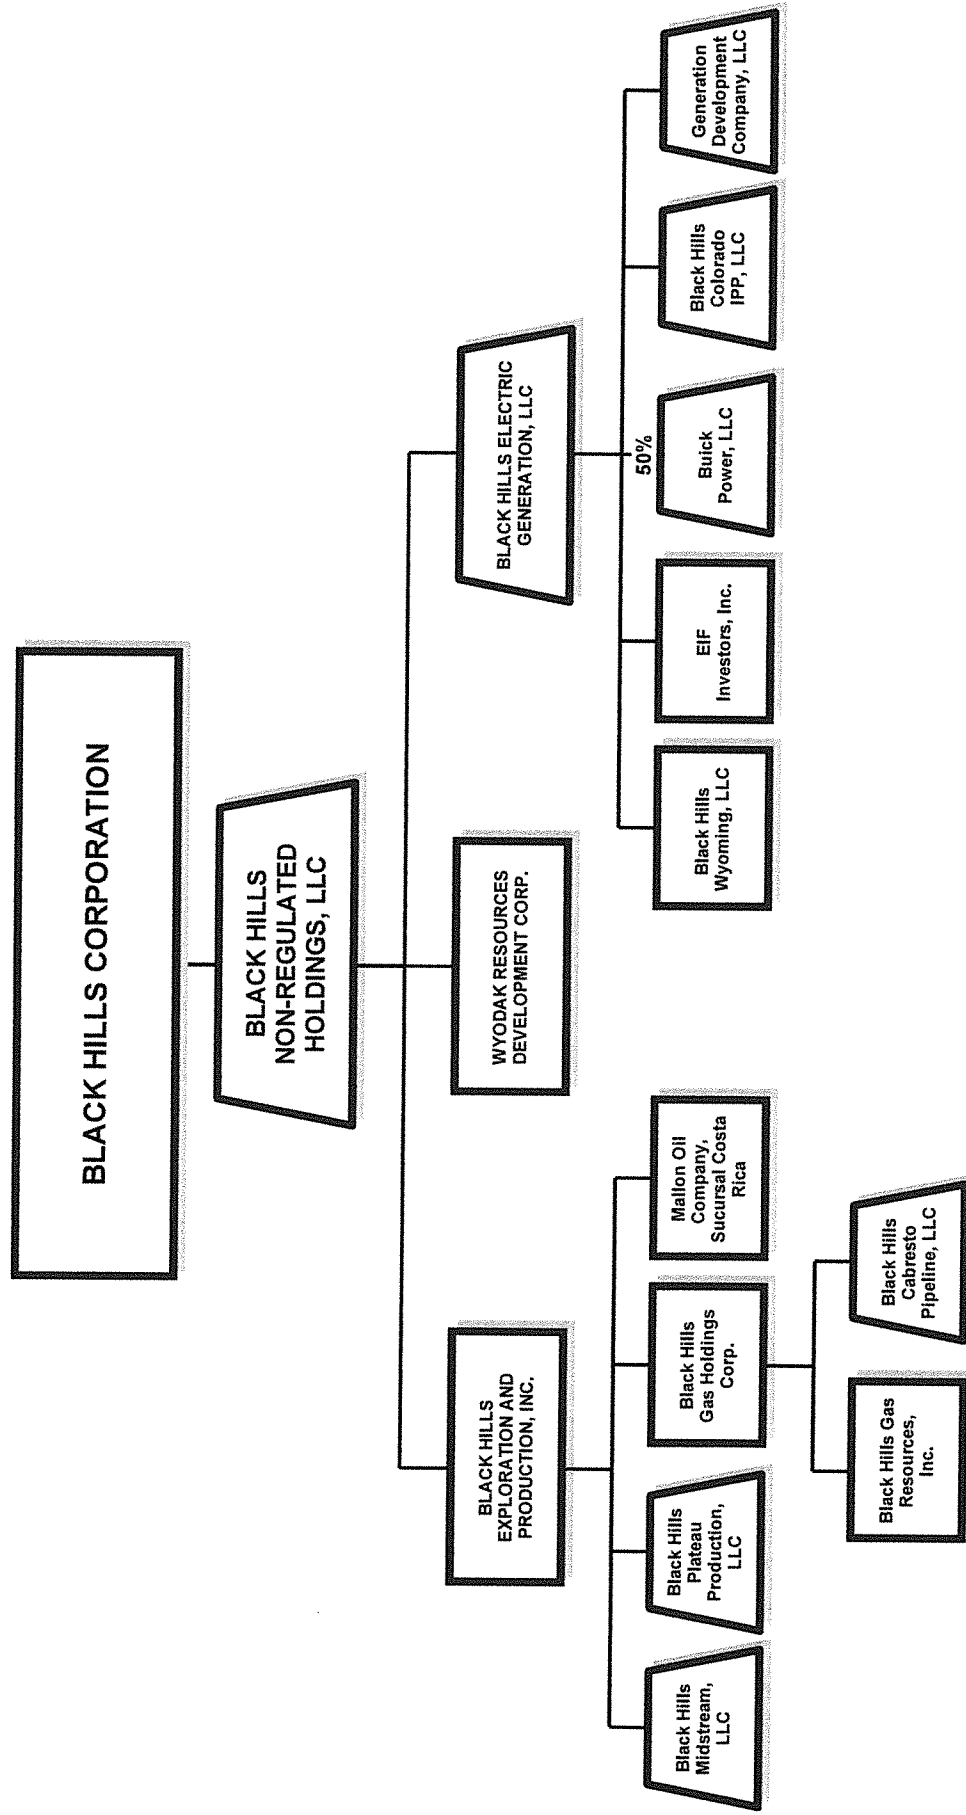 BLACK HILLS CORPORATION
BLACK HILLS
NON-REGULATED
HOLDINGS, LLC
BLACK HILLS
EXPLORATION AND
PRODUCTION, INC.
WYODAK RESOURCES
DEVELOPMENT CORP.
BLACK HILLS ELECTRIC
GENERATION, LLC
Black Hills
Midstream,
LLC
Black Hills
Plateau
Production,
LLC
Black Hills
Gas Holdings
Corp.
Mallon Oil
Company,
Sucursal Costa
Rica
Black Hills
Wyoming, LLC
EIF
Investors, Inc.
50%
Buick
Power, LLC
Black Hills
Colorado
IPP, LLC
Generation
Development
Company, LLC
Black Hills Gas
Resources,
Inc.
Black Hills
Cabresto
Pipeline, LLC